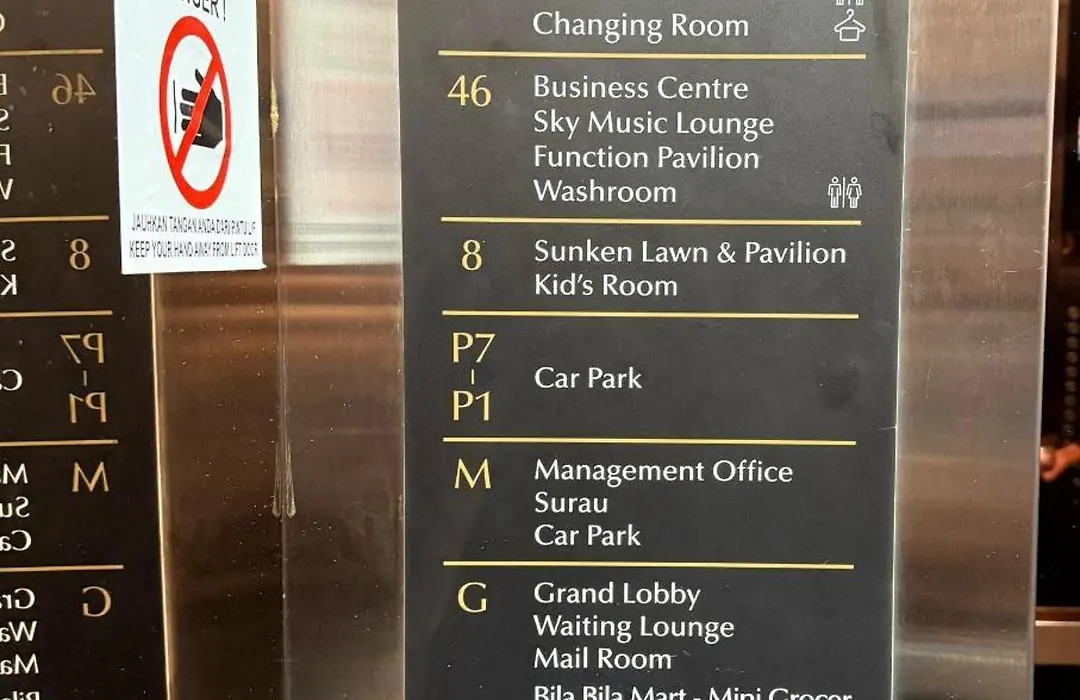 Changing Room
46
Business Centre
Sky Music Lounge
Function Pavilion
Washroom
8
Sunken Lawn & Pavilion
Kid's Room
P7
-
P1
Car Park
M
Management Office
Surau
Car Park
G
Grand Lobby
Waiting Lounge
Mail Room
Bila Bila Mart - Mini Grocer
JAUHKAN TANGAN ANDA DARI PINTU LIF
KEEP YOUR HAND AWAY FROM LIFT DOOR